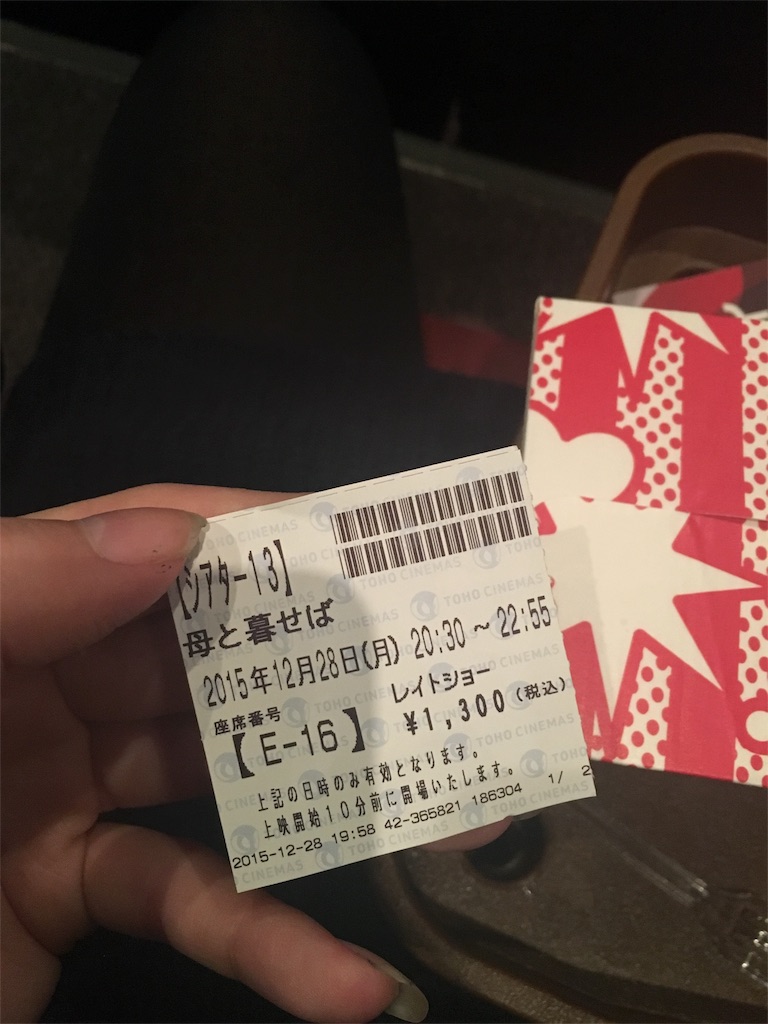 【シアター13】
母と暮せば
2015年12月28日(月) 20:30 ~ 22:55
座席番号 レイトショー
【E-16】 ¥1,300 (税込)
上記の日時のみ有効となります。
上映開始10分前に開場いたします。
2015-12-28 19:58 42-365821 186304 1/ 2
TOHO CINEMAS